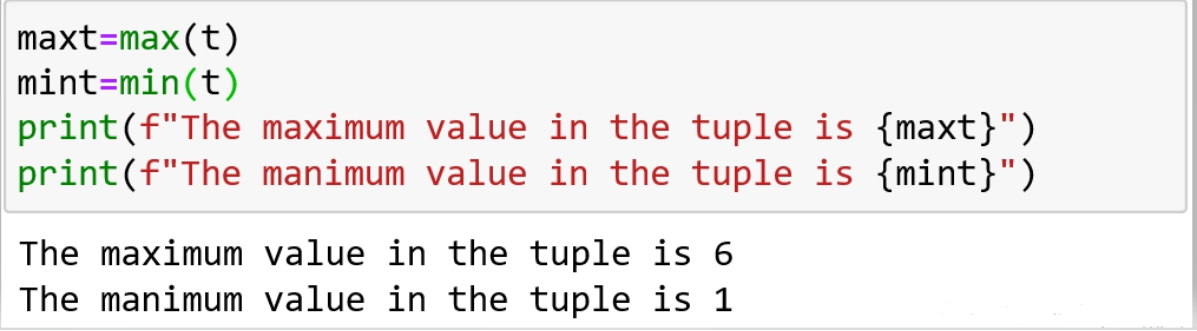 maxt=max(t)
mint=min(t)
print(f"The maximum value in the tuple is {maxt}")
print(f"The manimum value in the tuple is {mint}")
The maximum value in the tuple is 6
The manimum value in the tuple is 1